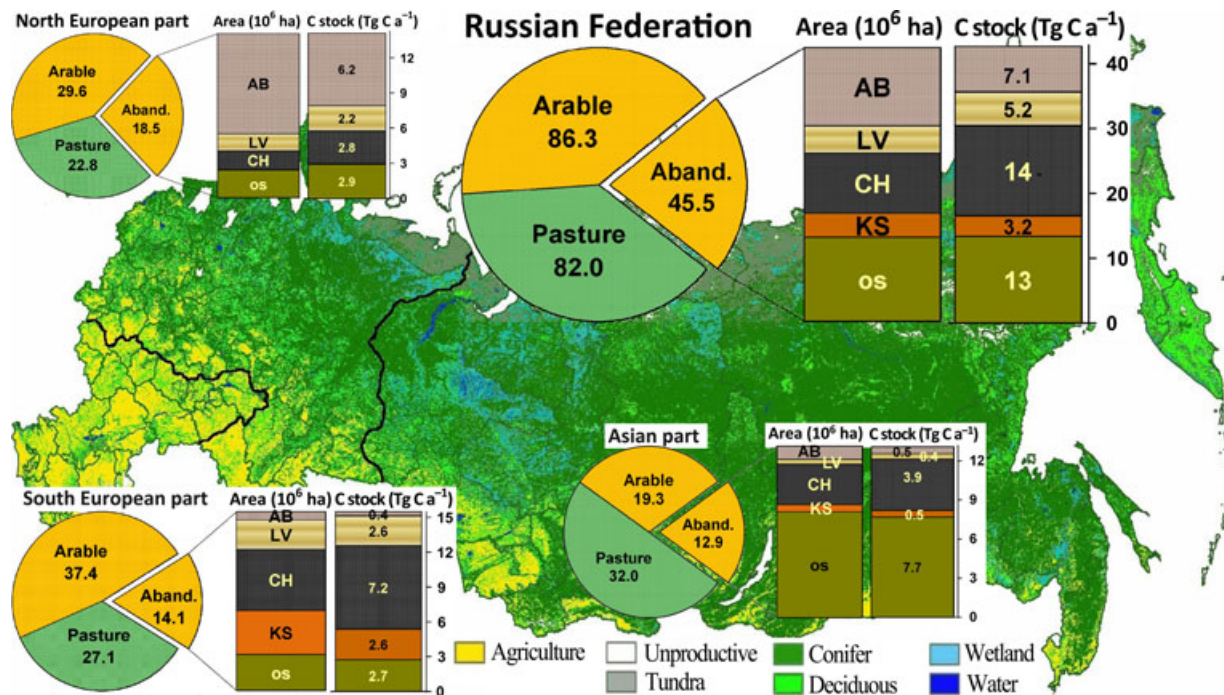 North European part
Area (10⁶ ha) C stock (Tg C a⁻¹)
Arable
29.6
Aband.
18.5
Pasture
22.8
AB
LV
CH
os
6.2
2.2
2.8
2.9
12
9
6
3
0
Russian Federation
Area (10⁶ ha) C stock (Tg C a⁻¹)
Arable
86.3
Aband.
45.5
Pasture
82.0
AB
LV
CH
KS
os
7.1
5.2
14
3.2
13
40
30
20
10
0
Asian part
Area (10⁶ ha) C stock (Tg C a⁻¹)
Arable
19.3
Aband.
12.9
Pasture
32.0
AB
LV
CH
KS
os
0.5
0.4
3.9
0.5
7.7
12
9
6
3
0
South European part
Area (10⁶ ha) C stock (Tg C a⁻¹)
Arable
37.4
Aband.
14.1
Pasture
27.1
AB
LV
CH
KS
os
0.4
2.6
7.2
2.6
2.7
15
12
9
6
3
0
Agriculture
Unproductive
Conifer
Wetland
Tundra
Deciduous
Water